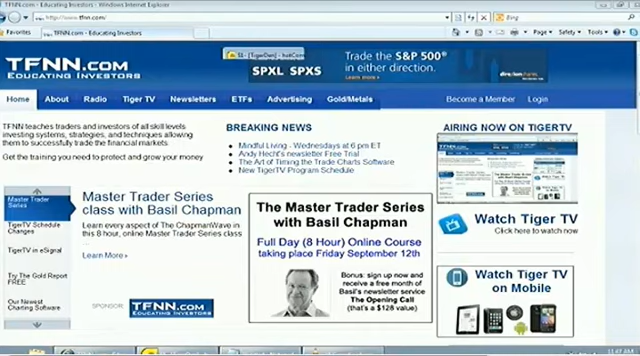 TFNN.com - Educating Investors - Windows Internet Explorer
http://www.tfnn.com/
Bing
Favorites
TFNN.com - Educating Investors
Page
Safety
Tools
TFNN.COM
EDUCATING INVESTORS
SPXL SPXS
Trade the S&P 500®
in either direction.
Learn more
Home
About
Radio
Tiger TV
Newsletters
ETFs
Advertising
Gold/Metals
Become a Member
Login
TFNN teaches traders and investors of all skill levels
investing systems, strategies, and techniques allowing
them to successfully trade the financial markets.
Get the training you need to protect and grow your money
BREAKING NEWS
Mindful Living - Wednesdays at 6 pm ET
Andy Hecht's newsletter Free Trial
The Art of Timing the Trade Charts Software
New TigerTV Program Schedule
AIRING NOW ON TIGERTV
Watch Tiger TV
Click here to watch now
Watch Tiger TV
on Mobile
Master Trader
Series
TigerTV Schedule
Changes
TigerTV in eSignal
Try The Gold Report
FREE
Our Newest
Charting Software
Master Trader Series
class with Basil Chapman
Learn every aspect of The ChapmanWave in
this 8 hour, online Master Trader Series class
...
Learn More »
SPONSOR:
TFNN.COM
EDUCATING INVESTORS
The Master Trader Series
with Basil Chapman
Full Day (8 Hour) Online Course
taking place Friday September 12th
Bonus: sign up now and
receive a free month of
Basil's newsletter service
The Opening Call
(that's a $128 value)
11:47 AM